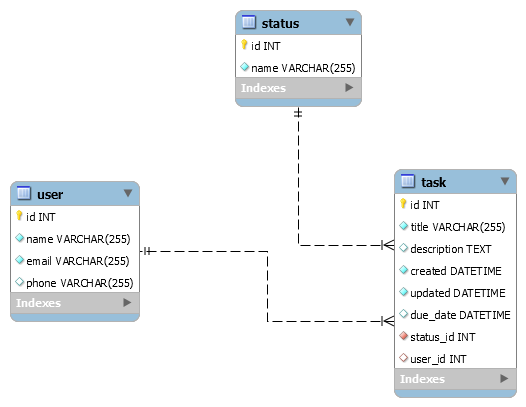 status
id INT
name VARCHAR(255)
Indexes
user
id INT
name VARCHAR(255)
email VARCHAR(255)
phone VARCHAR(255)
Indexes
task
id INT
title VARCHAR(255)
description TEXT
created DATETIME
updated DATETIME
due_date DATETIME
status_id INT
user_id INT
Indexes